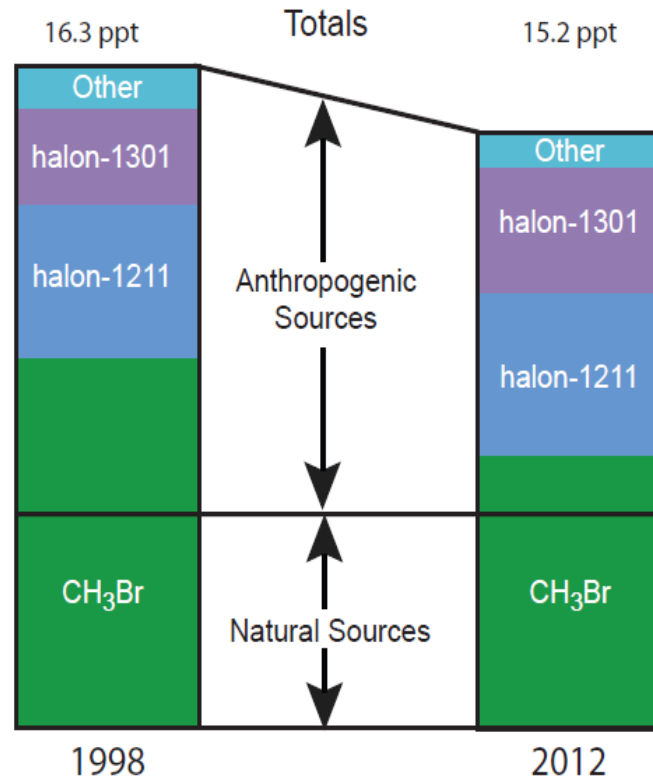 16.3 ppt
Totals
15.2 ppt
Other
halon-1301
halon-1211
CH₃Br
Anthropogenic
Sources
Natural Sources
Other
halon-1301
halon-1211
CH₃Br
1998
2012